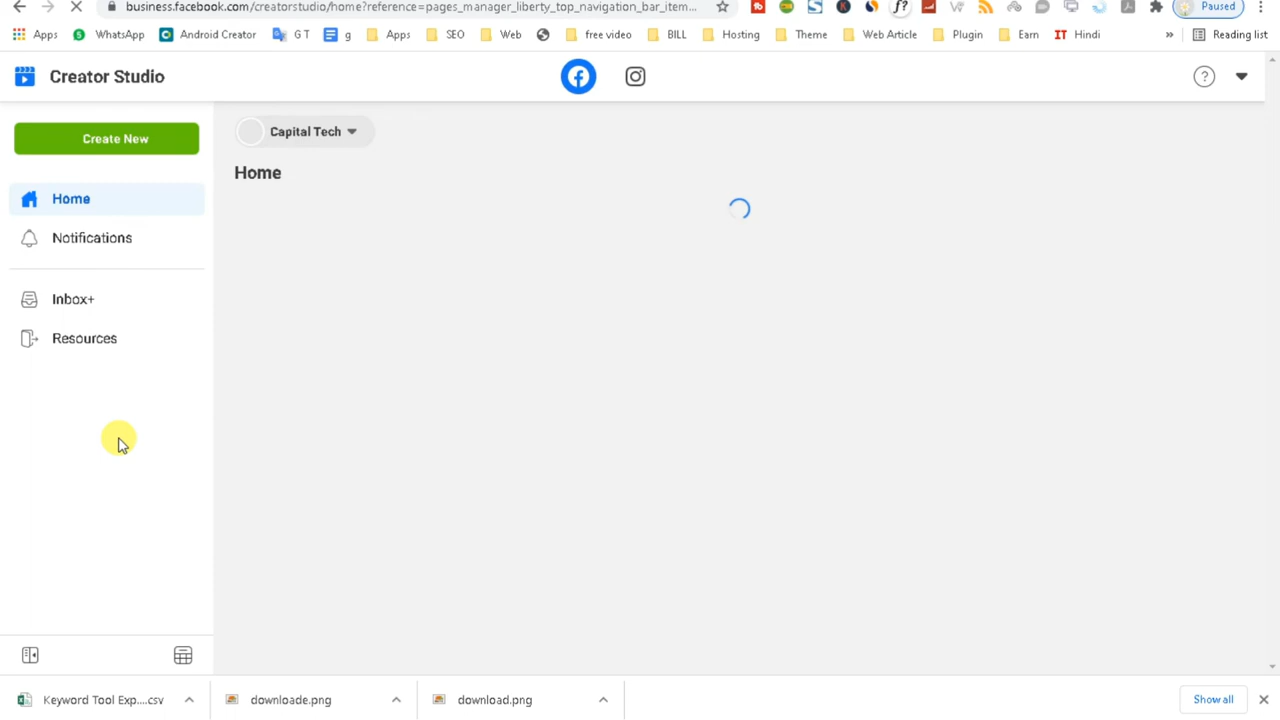 business.facebook.com/creatorstudio/home?reference=pages_manager_liberty_top_navigation_bar_item...
Paused
Apps
WhatsApp
Android Creator
G T
g
Apps
SEO
Web
free video
BILL
Hosting
Theme
Web Article
Plugin
Earn
IT Hindi
»
Reading list
Creator Studio
Create New
Capital Tech
Home
Home
Notifications
Inbox+
Resources
Keyword Tool Exp....csv
downloade.png
download.png
Show all